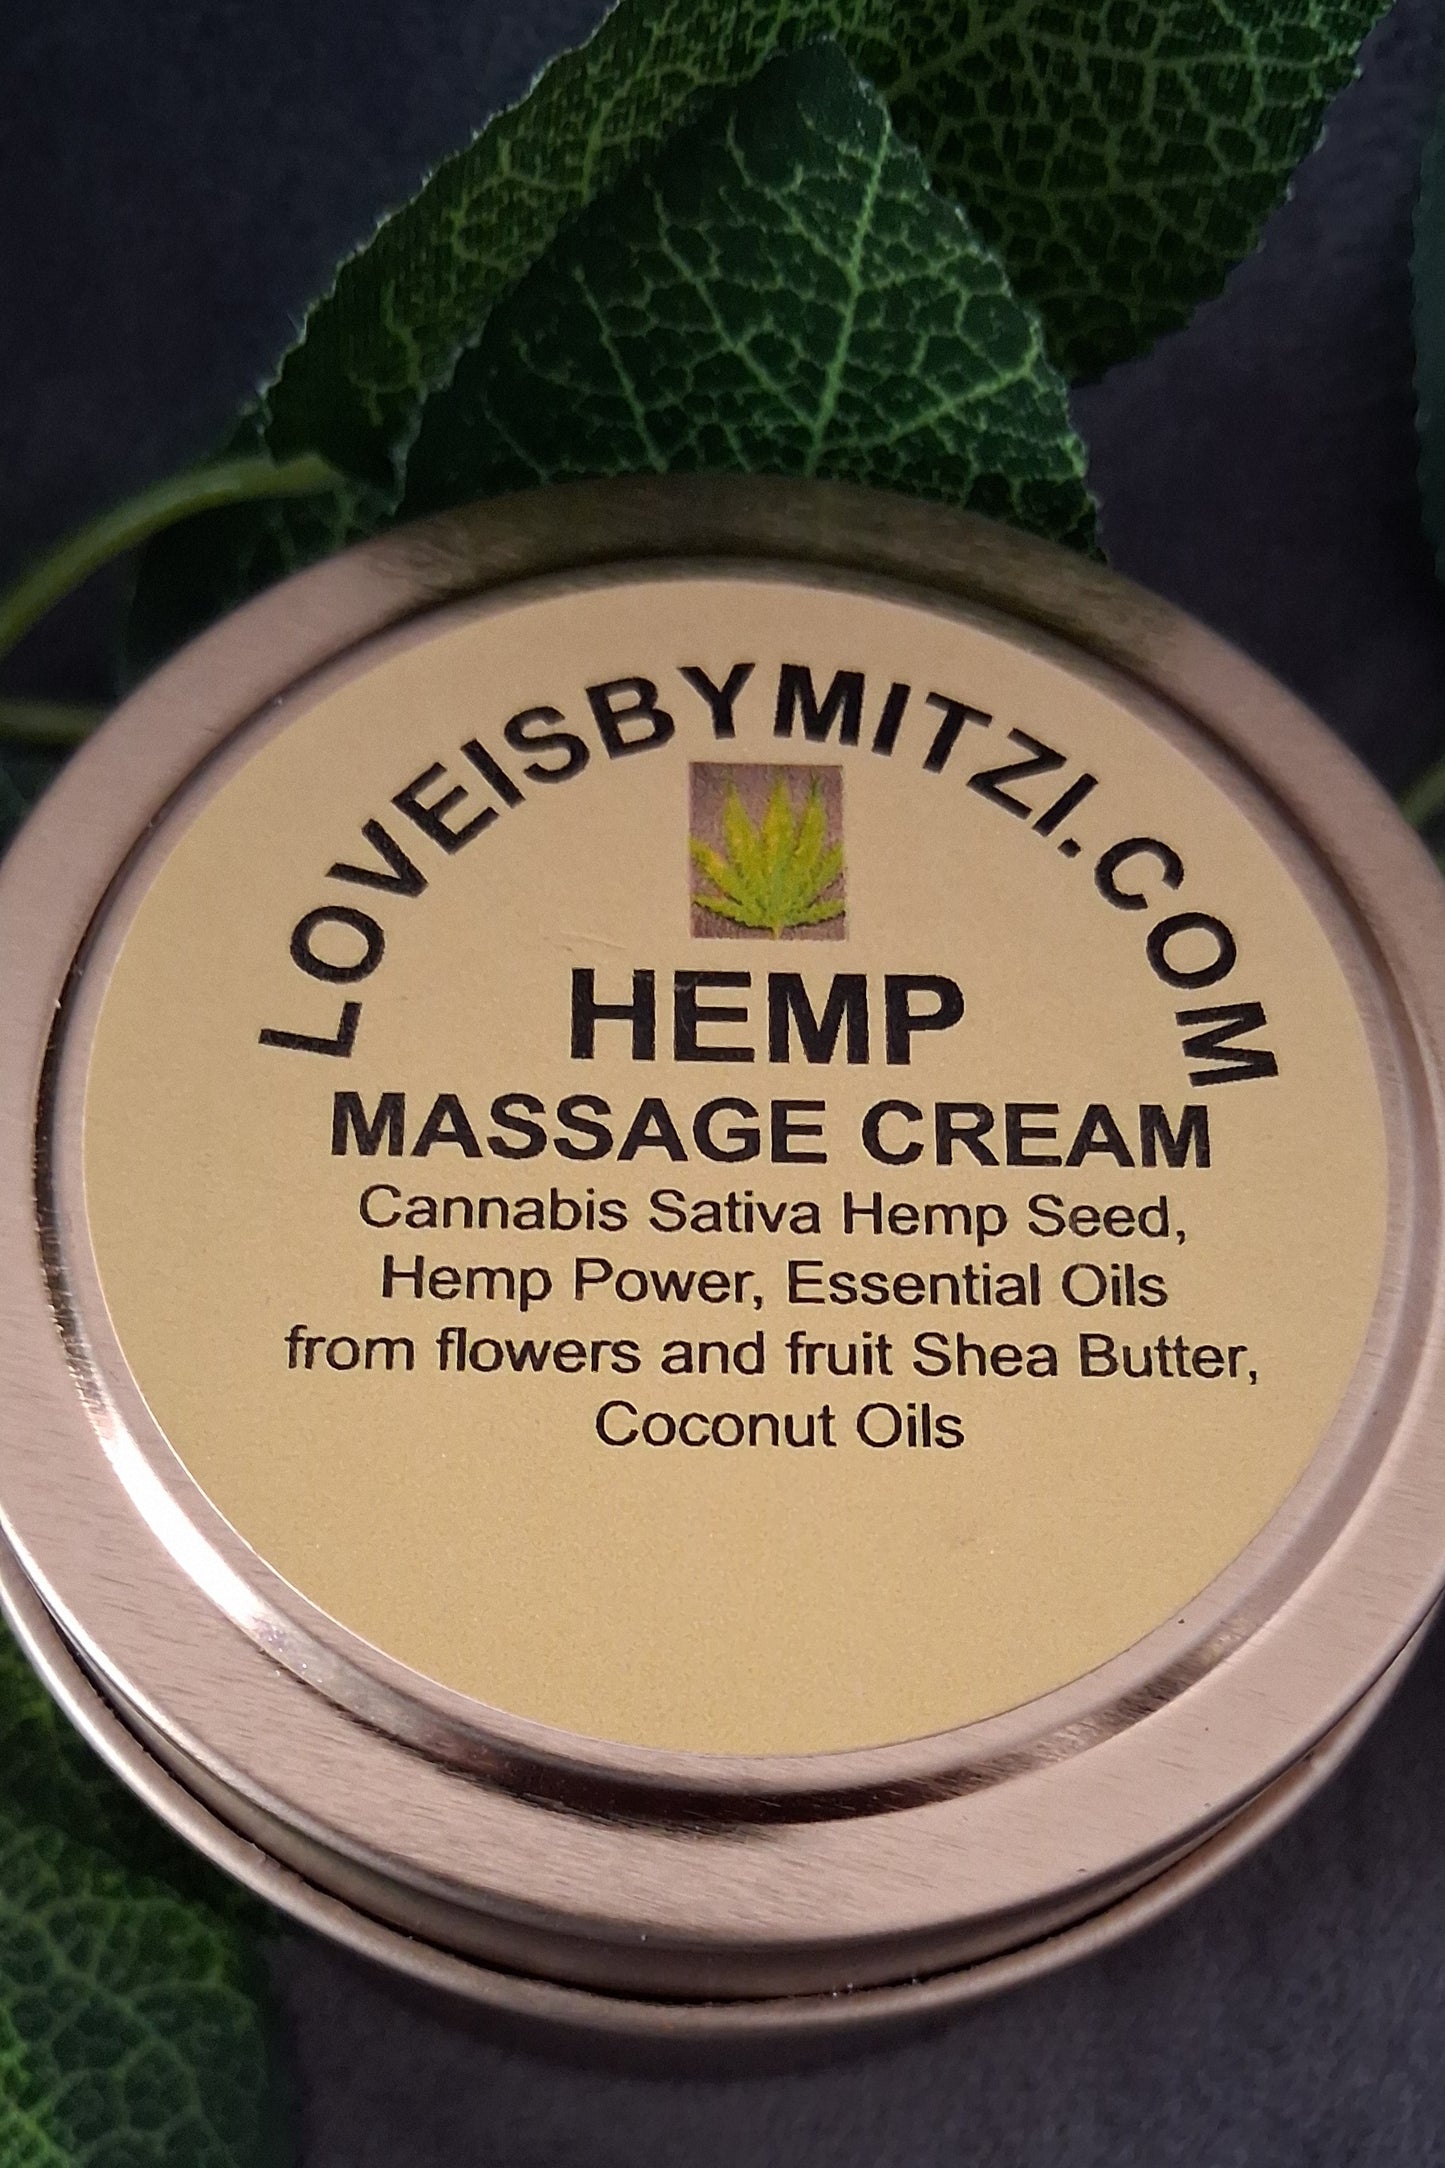 LOVEISBYMITZI.COM
HEMP
MASSAGE CREAM
Cannabis Sativa Hemp Seed,
Hemp Power, Essential Oils
from flowers and fruit Shea Butter,
Coconut Oils